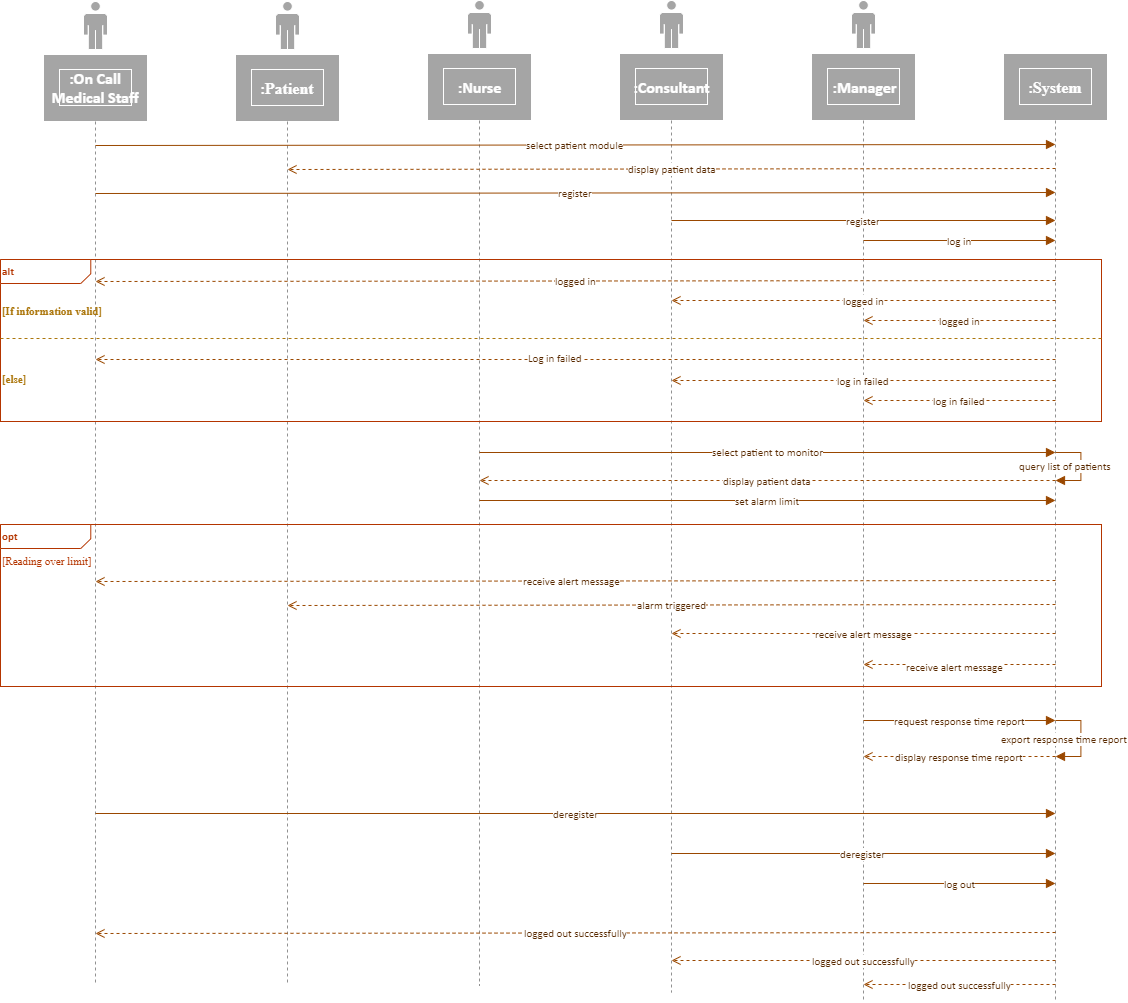 :On Call
Medical Staff
:Patient
:Nurse
:Consultant
:Manager
:System
select patient module
display patient data
register
register
log in
alt
logged in
[If information valid]
logged in
logged in
Log in failed
[else]
log in failed
log in failed
select patient to monitor
query list of patients
display patient data
set alarm limit
opt
[Reading over limit]
receive alert message
alarm triggered
receive alert message
receive alert message
request response time report
export response time report
display response time report
deregister
deregister
log out
logged out successfully
logged out successfully
logged out successfully